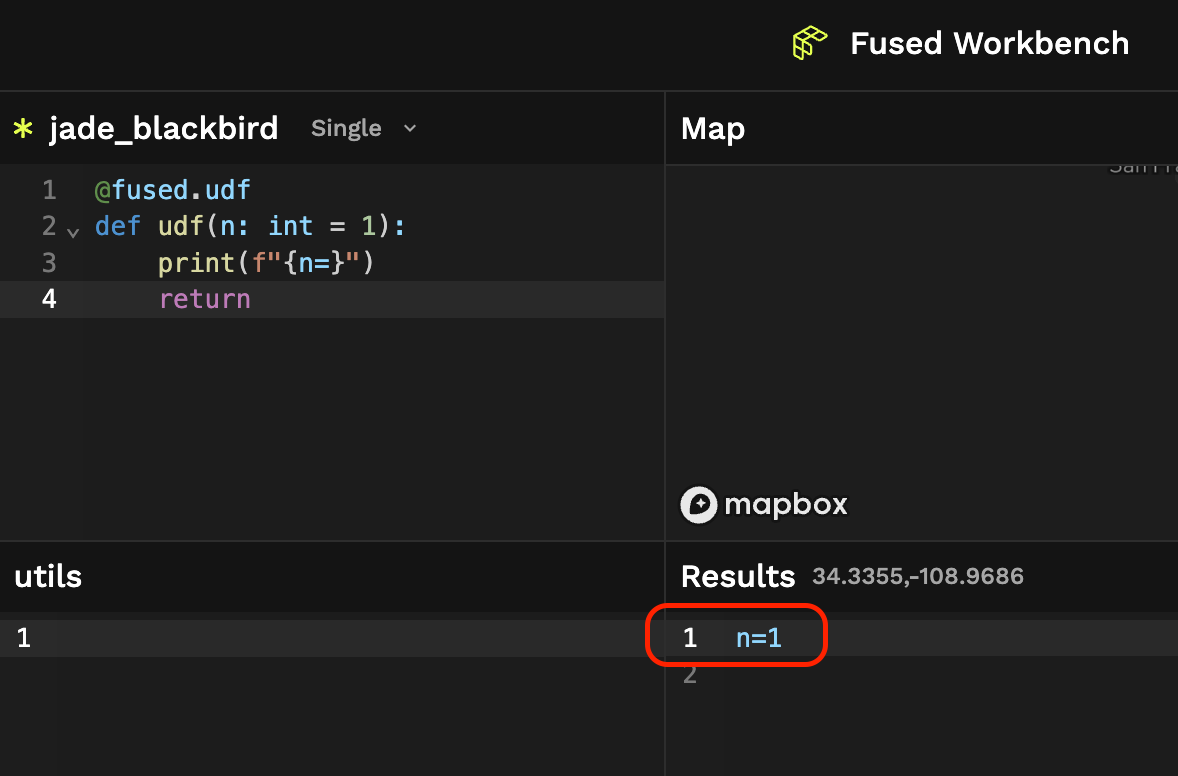 Fused Workbench
* jade_blackbird Single
Map
1 @fused.udf
2 def udf(n: int = 1):
3 print(f"{n=}")
4 return
mapbox
utils
Results 34.3355,-108.9686
1
1 n=1
2